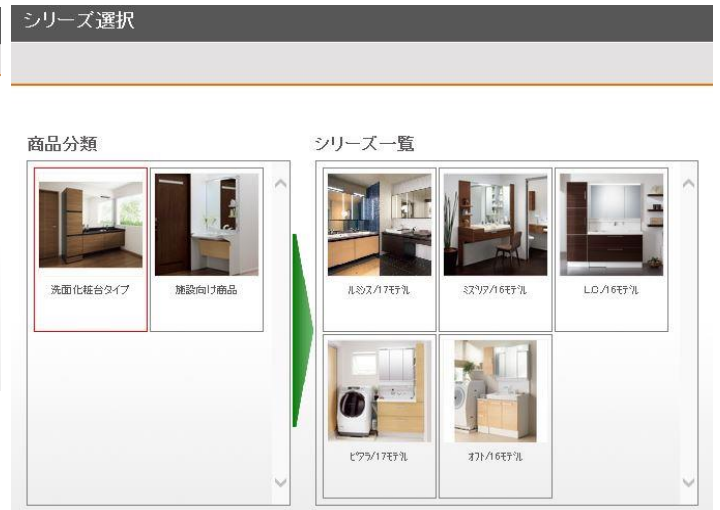 シリーズ選択
商品分類
シリーズ一覧
洗面化粧台タイプ
施設向け商品
ルミシス/17モデル
ミズリア/16モデル
L.C./16モデル
ピアラ/17モデル
オフト/16モデル